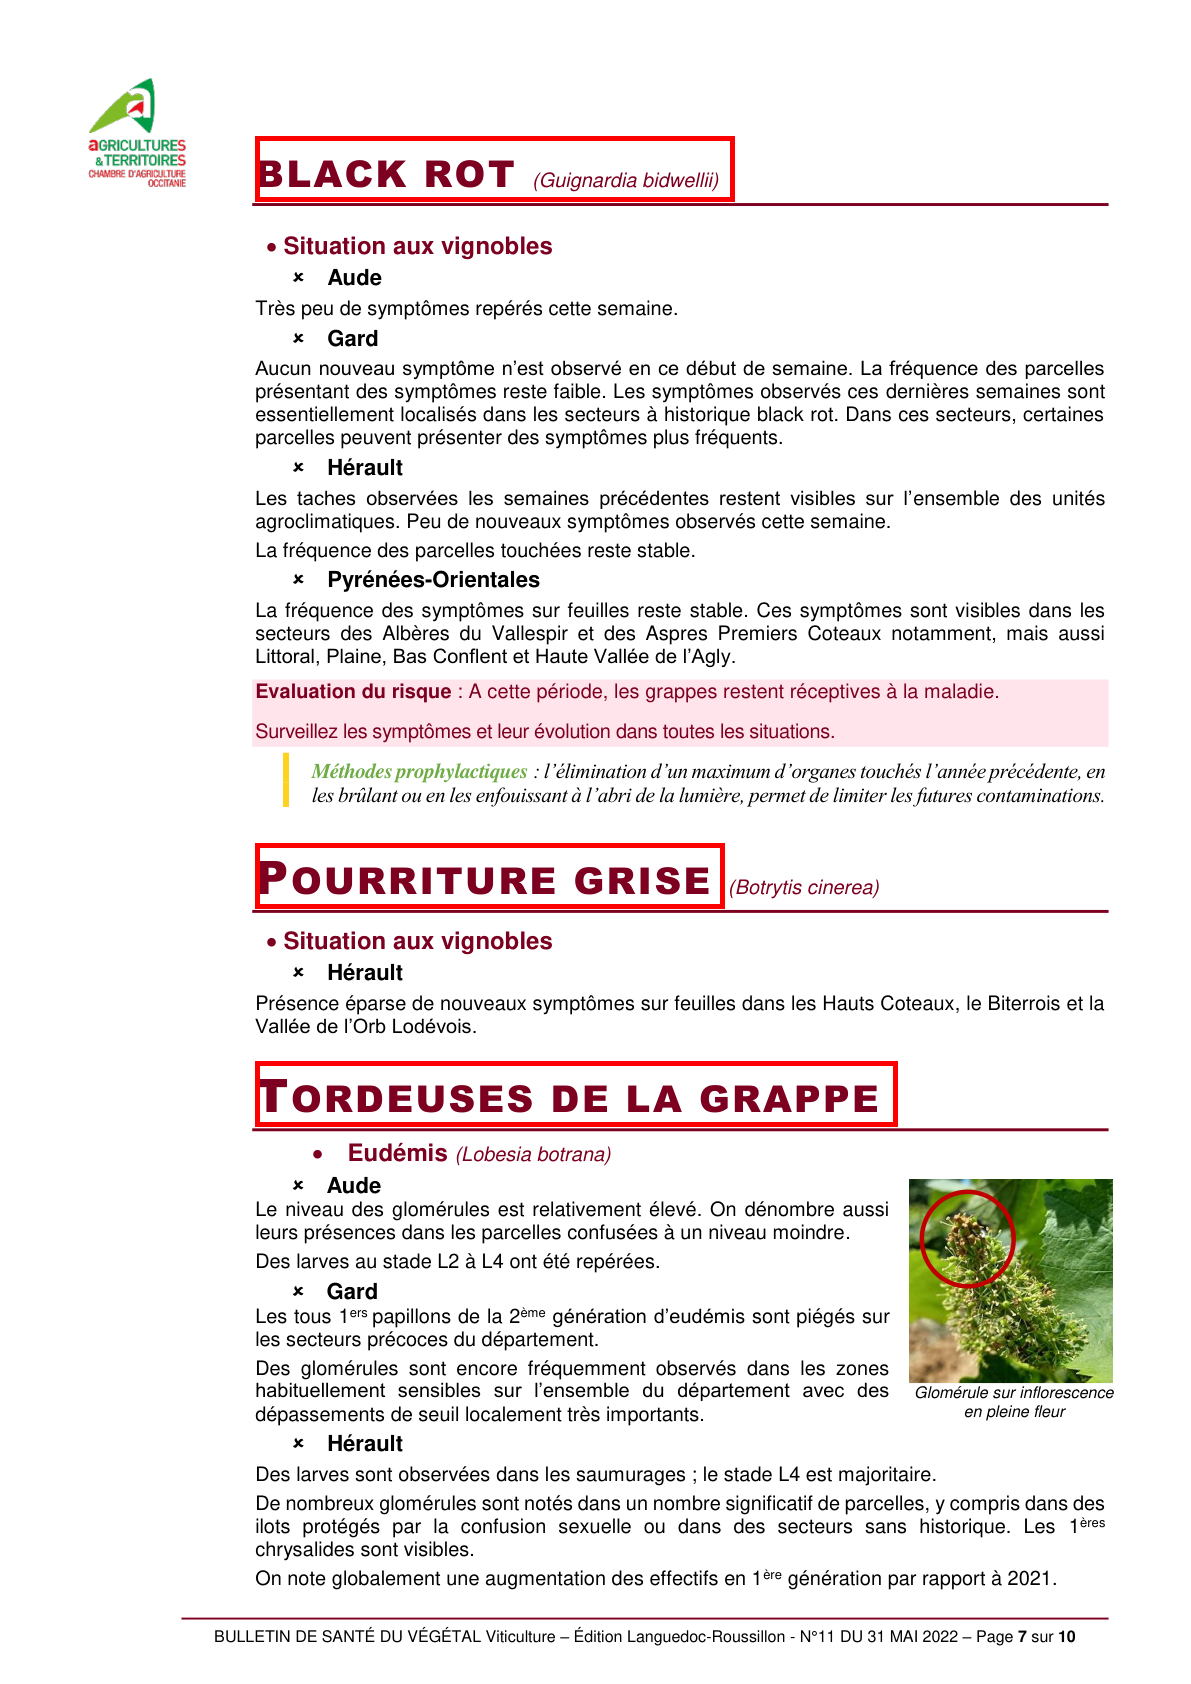 aGRICULTURES
& TERRITOIRES
CHAMBRE D'AGRICULTURE
OCCITANIE
BLACK ROT (Guignardia bidwellii)
• Situation aux vignobles
× Aude
Très peu de symptômes repérés cette semaine.
× Gard
Aucun nouveau symptôme n’est observé en ce début de semaine. La fréquence des parcelles
présentant des symptômes reste faible. Les symptômes observés ces dernières semaines sont
essentiellement localisés dans les secteurs à historique black rot. Dans ces secteurs, certaines
parcelles peuvent présenter des symptômes plus fréquents.
× Hérault
Les taches observées les semaines précédentes restent visibles sur l’ensemble des unités
agroclimatiques. Peu de nouveaux symptômes observés cette semaine.
La fréquence des parcelles touchées reste stable.
× Pyrénées-Orientales
La fréquence des symptômes sur feuilles reste stable. Ces symptômes sont visibles dans les
secteurs des Albères du Vallespir et des Aspres Premiers Coteaux notamment, mais aussi
Littoral, Plaine, Bas Conflent et Haute Vallée de l’Agly.
Evaluation du risque : A cette période, les grappes restent réceptives à la maladie.
Surveillez les symptômes et leur évolution dans toutes les situations.
Méthodes prophylactiques : l’élimination d’un maximum d’organes touchés l’année précédente, en
les brûlant ou en les enfouissant à l’abri de la lumière, permet de limiter les futures contaminations.
POURRITURE GRISE (Botrytis cinerea)
• Situation aux vignobles
× Hérault
Présence éparse de nouveaux symptômes sur feuilles dans les Hauts Coteaux, le Biterrois et la
Vallée de l’Orb Lodévois.
TORDEUSES DE LA GRAPPE
• Eudémis (Lobesia botrana)
× Aude
Le niveau des glomérules est relativement élevé. On dénombre aussi
leurs présences dans les parcelles confusées à un niveau moindre.
Des larves au stade L2 à L4 ont été repérées.
× Gard
Les tous 1ers papillons de la 2ème génération d’eudémis sont piégés sur
les secteurs précoces du département.
Des glomérules sont encore fréquemment observés dans les zones
habituellement sensibles sur l’ensemble du département avec des
dépassements de seuil localement très importants.
Glomérule sur inflorescence
en pleine fleur
× Hérault
Des larves sont observées dans les saumurages ; le stade L4 est majoritaire.
De nombreux glomérules sont notés dans un nombre significatif de parcelles, y compris dans des
ilots protégés par la confusion sexuelle ou dans des secteurs sans historique. Les 1ères
chrysalides sont visibles.
On note globalement une augmentation des effectifs en 1ère génération par rapport à 2021.
BULLETIN DE SANTÉ DU VÉGÉTAL Viticulture – Édition Languedoc-Roussillon - N°11 DU 31 MAI 2022 – Page 7 sur 10